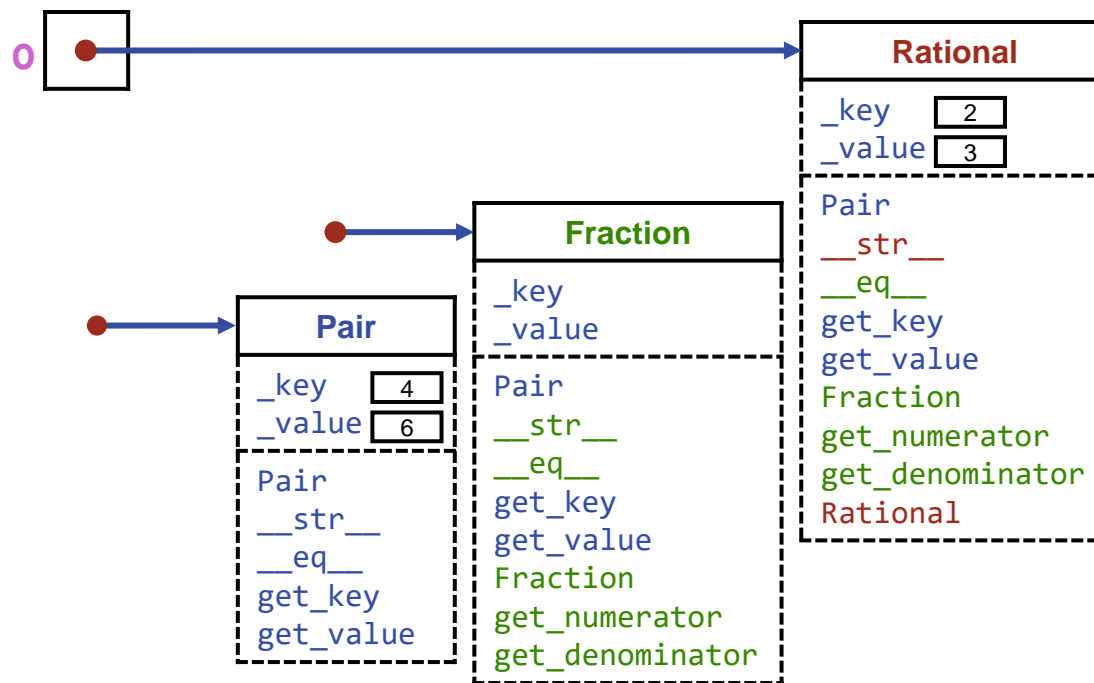 o
Rational
_key 2
_value 3
Pair
__str__
__eq__
get_key
get_value
Fraction
get_numerator
get_denominator
Rational
Fraction
_key
_value
Pair
__str__
__eq__
get_key
get_value
Fraction
get_numerator
get_denominator
Pair
_key 4
_value 6
Pair
__str__
__eq__
get_key
get_value